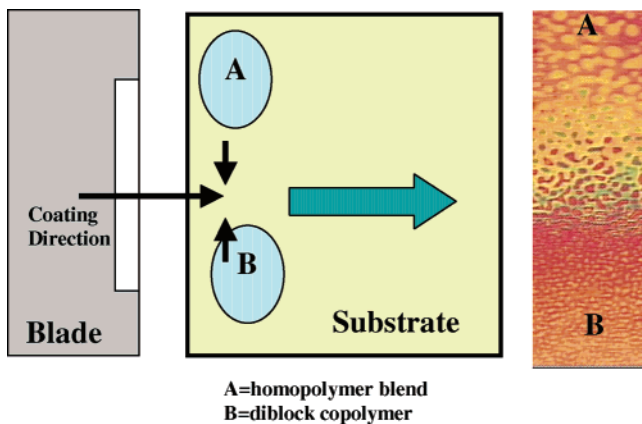 A
Coating
Direction
B
Blade
Substrate
A
B
A=homopolymer blend
B=diblock copolymer